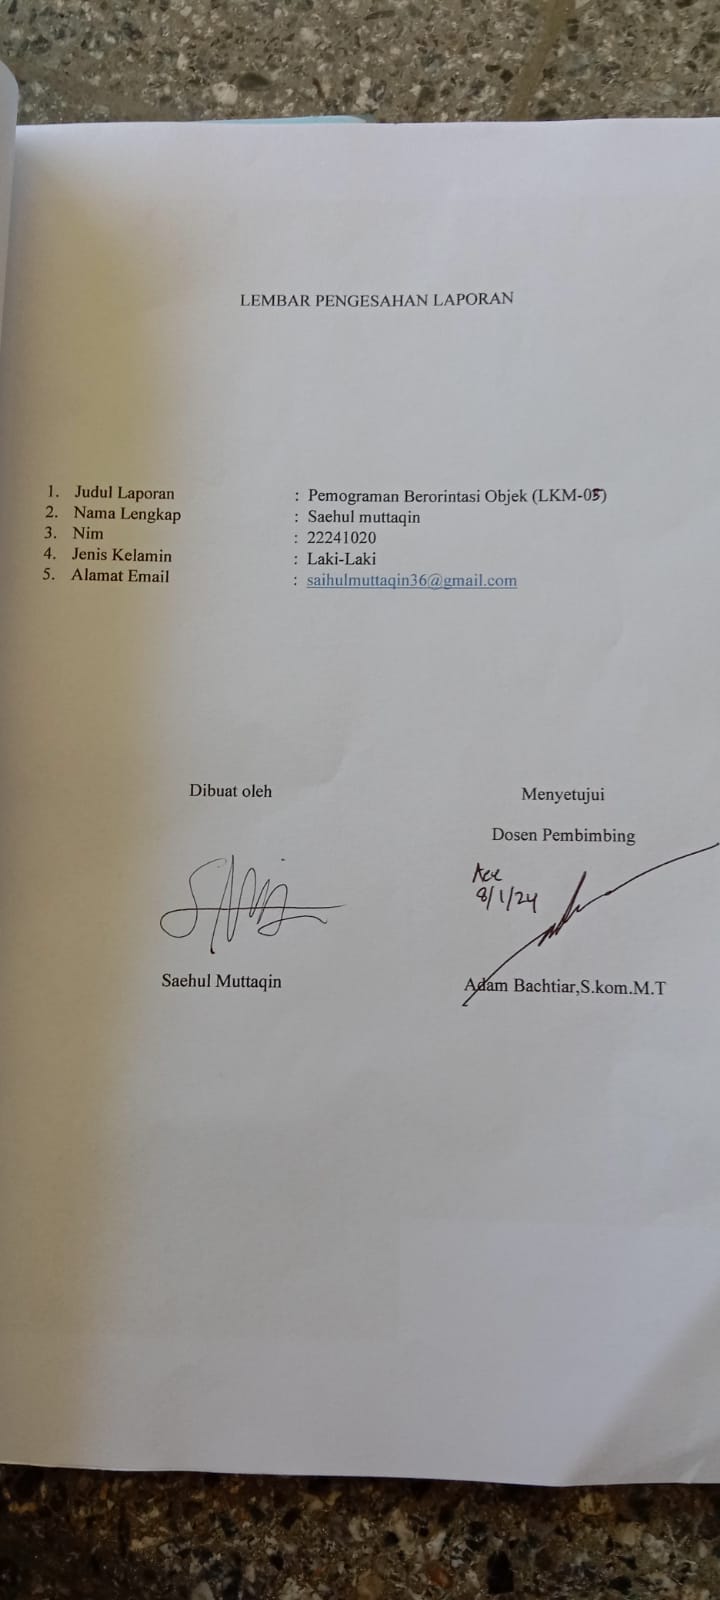 LEMBAR PENGESAHAN LAPORAN
1. Judul Laporan : Pemograman Berorintasi Objek (LKM-05)
2. Nama Lengkap : Saehul muttaqin
3. Nim : 22241020
4. Jenis Kelamin : Laki-Laki
5. Alamat Email : saihulmuttaqin36@gmail.com
Dibuat oleh
Menyetujui
Dosen Pembimbing
Acc
8/1/24
Saehul Muttaqin
Adam Bachtiar,S.kom.M.T